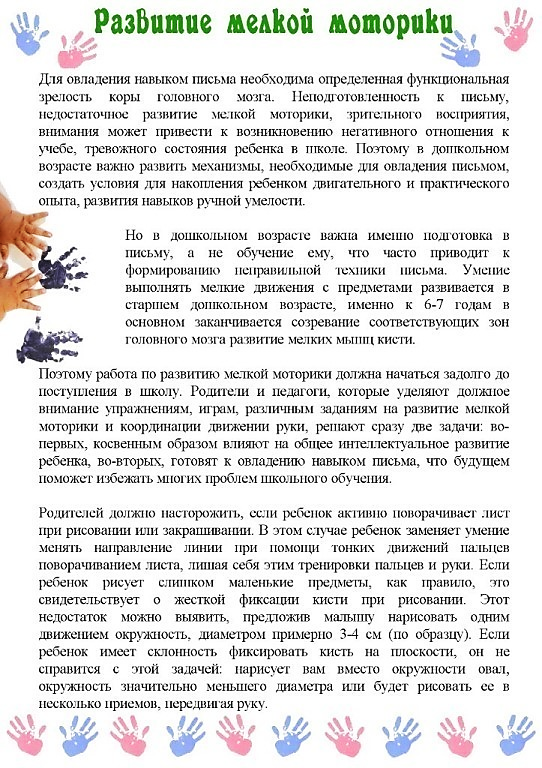 Развитие мелкой моторики
Для овладения навыком письма необходима определенная функциональная
зрелость коры головного мозга. Неподготовленность к письму,
недостаточное развитие мелкой моторики, зрительного восприятия,
внимания может привести к возникновению негативного отношения к
учебе, тревожного состояния ребенка в школе. Поэтому в дошкольном
возрасте важно развить механизмы, необходимые для овладения письмом,
создать условия для накопления ребенком двигательного и практического
опыта, развития навыков ручной умелости.
Но в дошкольном возрасте важна именно подготовка в
письму, а не обучение ему, что часто приводит к
формированию неправильной техники письма. Умение
выполнять мелкие движения с предметами развивается в
старшем дошкольном возрасте, именно к 6-7 годам в
основном заканчивается созревание соответствующих зон
головного мозга развитие мелких мышц кисти.
Поэтому работа по развитию мелкой моторики должна начаться задолго до
поступления в школу. Родители и педагоги, которые уделяют должное
внимание упражнениям, играм, различным заданиям на развитие мелкой
моторики и координации движении руки, решают сразу две задачи: во-
первых, косвенным образом влияют на общее интеллектуальное развитие
ребенка, во-вторых, готовят к овладению навыком письма, что будущем
поможет избежать многих проблем школьного обучения.
Родителей должно насторожить, если ребенок активно поворачивает лист
при рисовании или закрашивании. В этом случае ребенок заменяет умение
менять направление линии при помощи тонких движений пальцев
поворачиванием листа, лишая себя этим тренировки пальцев и руки. Если
ребенок рисует слишком маленькие предметы, как правило, это
свидетельствует о жесткой фиксации кисти при рисовании. Этот
недостаток можно выявить, предложив малышу нарисовать одним
движением окружность, диаметром примерно 3-4 см (по образцу). Если
ребенок имеет склонность фиксировать кисть на плоскости, он не
справится с этой задачей: нарисует вам вместо окружности овал,
окружность значительно меньшего диаметра или будет рисовать ее в
несколько приемов, передвигая руку.